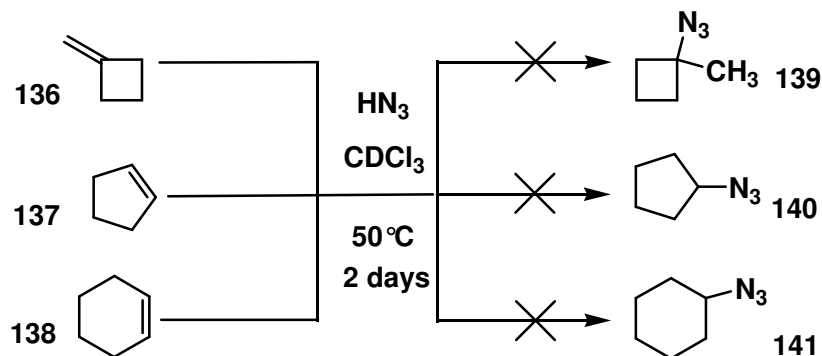 N₃
136
CH₃ 139
HN₃
CDCl₃
137
N₃ 140
50°C
2 days
N₃
138
141